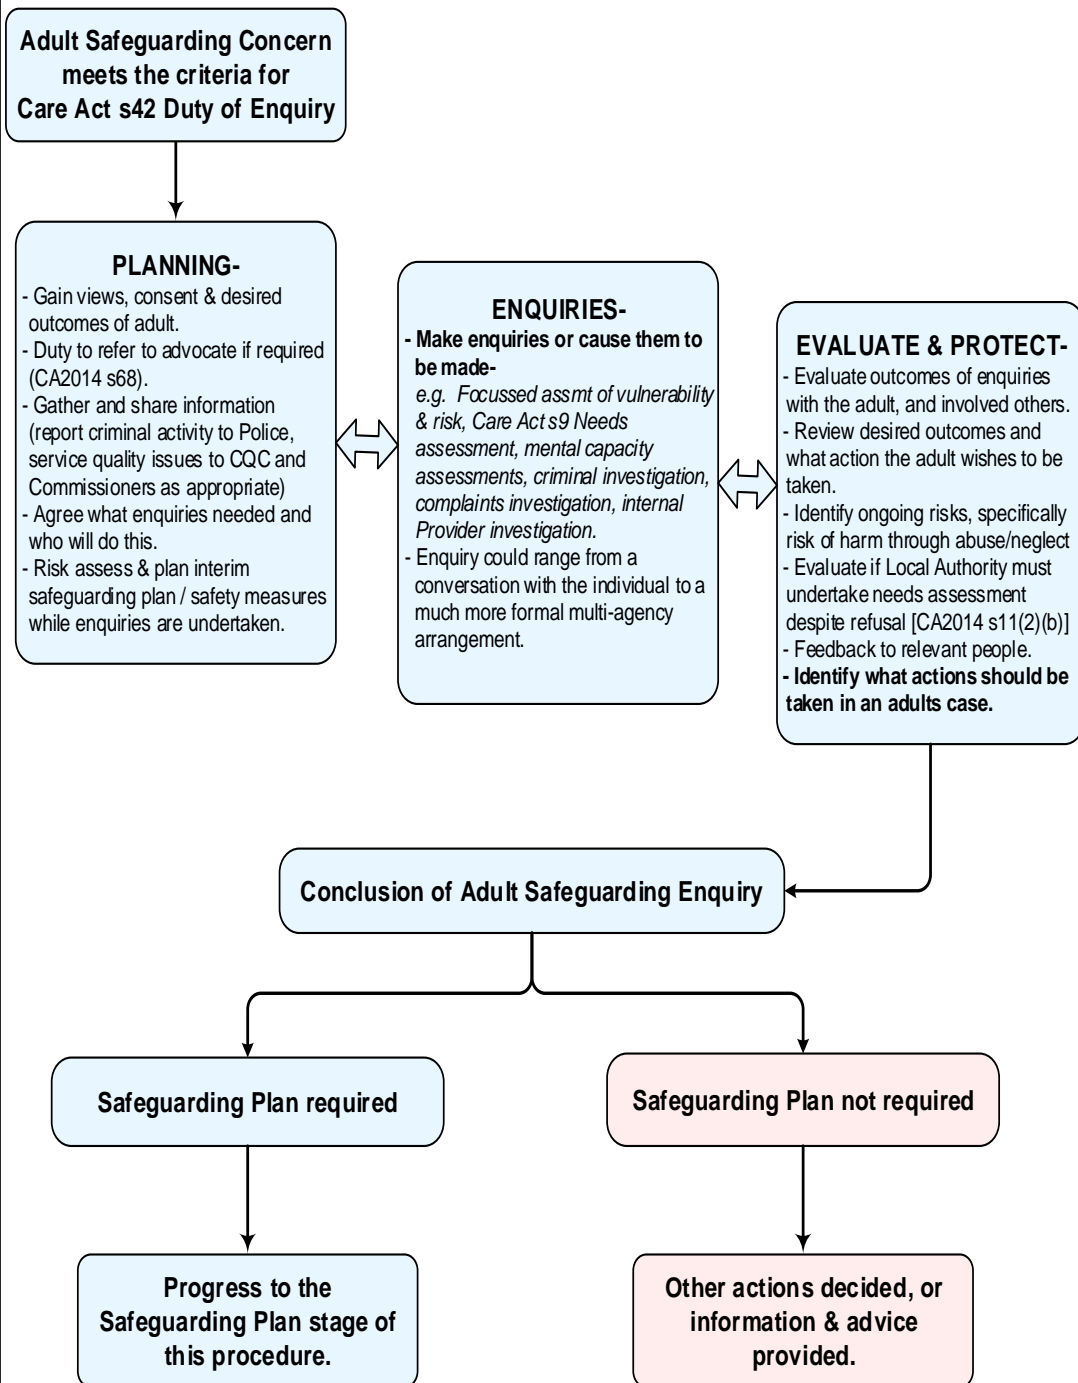 Adult Safeguarding Concern
meets the criteria for
Care Act s42 Duty of Enquiry
PLANNING-
- Gain views, consent & desired
outcomes of adult.
- Duty to refer to advocate if required
(CA2014 s68).
- Gather and share information
(report criminal activity to Police,
service quality issues to CQC and
Commissioners as appropriate)
- Agree what enquiries needed and
who will do this.
- Risk assess & plan interim
safeguarding plan / safety measures
while enquiries are undertaken.
ENQUIRIES-
- Make enquiries or cause them to
be made-
e.g. Focussed assmt of vulnerability
& risk, Care Act s9 Needs
assessment, mental capacity
assessments, criminal investigation,
complaints investigation, internal
Provider investigation.
- Enquiry could range from a
conversation with the individual to a
much more formal multi-agency
arrangement.
EVALUATE & PROTECT-
- Evaluate outcomes of enquiries
with the adult, and involved others.
- Review desired outcomes and
what action the adult wishes to be
taken.
- Identify ongoing risks, specifically
risk of harm through abuse/neglect
- Evaluate if Local Authority must
undertake needs assessment
despite refusal [CA2014 s11(2)(b)]
- Feedback to relevant people.
- Identify what actions should be
taken in an adults case.
Conclusion of Adult Safeguarding Enquiry
Safeguarding Plan required
Safeguarding Plan not required
Progress to the
Safeguarding Plan stage of
this procedure.
Other actions decided, or
information & advice
provided.